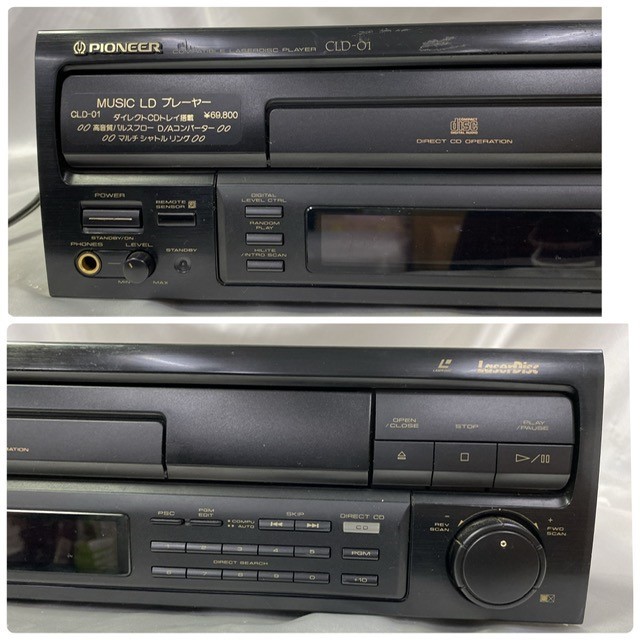 PIONEER LASERDISC PLAYER CLD-01
MUSIC LD プレーヤー
CLD-01 ダイレクトCDトレイ搭載 ¥69,800
高音質パルスフロー D/Aコンバーター
マルチ シャトル リング
DISC
DIRECT CD OPERATION
POWER
REMOTE SENSOR
STANDBY/ON
PHONES LEVEL STANDBY
MIN MAX
DIGITAL LEVEL CTRL
RANDOM PLAY
HILITE /INTRO SCAN
LaserDisc
OPEN /CLOSE STOP PLAY /PAUSE
PSC PGM EDIT COMPU AUTO SKIP DIRECT CD
CD
1 2 3 4 5 PGM
DIRECT SEARCH
6 7 8 9 0 +10
− +
REV SCAN FWD SCAN